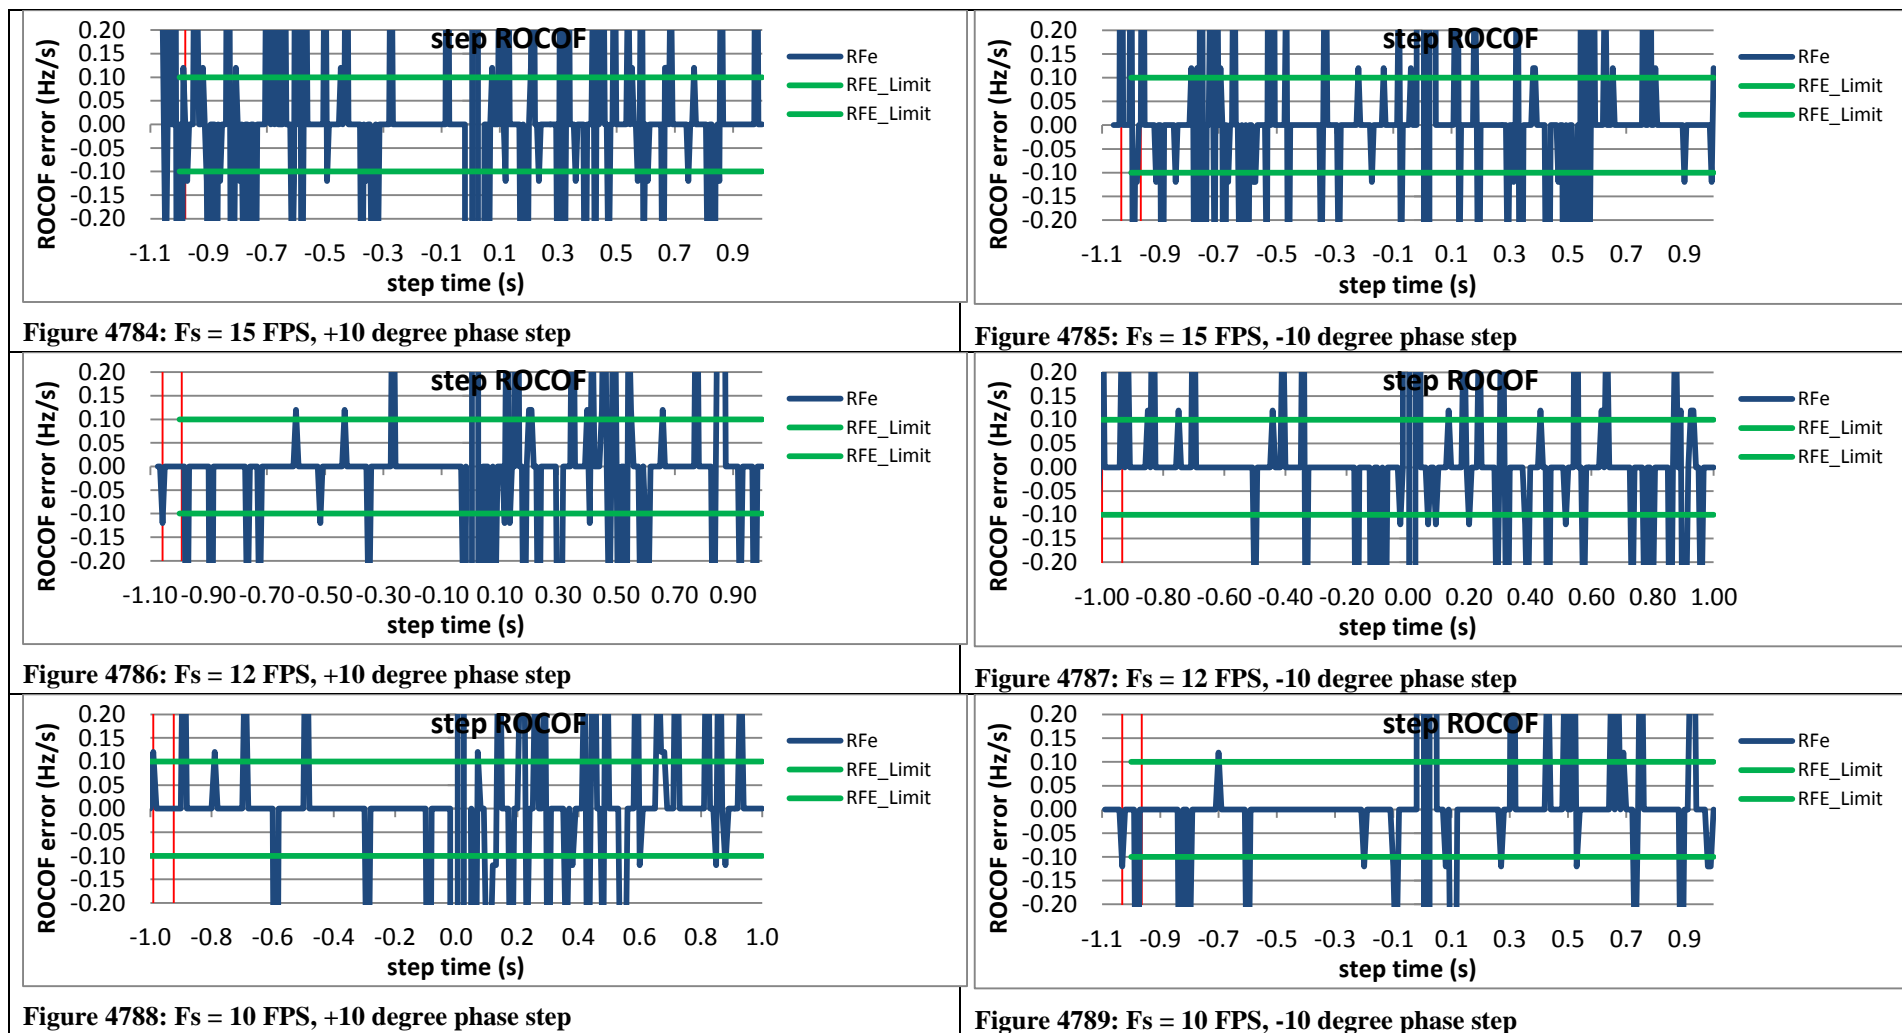 step ROCOF
ROCOF error (Hz/s)
0.20
0.15
0.10
0.05
0.00
-0.05
-0.10
-0.15
-0.20
-1.1 -0.9 -0.7 -0.5 -0.3 -0.1 0.1 0.3 0.5 0.7 0.9
step time (s)
RFe
RFE_Limit
RFE_Limit
Figure 4784: Fs = 15 FPS, +10 degree phase step
step ROCOF
ROCOF error (Hz/s)
0.20
0.15
0.10
0.05
0.00
-0.05
-0.10
-0.15
-0.20
-1.1 -0.9 -0.7 -0.5 -0.3 -0.1 0.1 0.3 0.5 0.7 0.9
step time (s)
RFe
RFE_Limit
RFE_Limit
Figure 4785: Fs = 15 FPS, -10 degree phase step
step ROCOF
ROCOF error (Hz/s)
0.20
0.15
0.10
0.05
0.00
-0.05
-0.10
-0.15
-0.20
-1.10 -0.90 -0.70 -0.50 -0.30 -0.10 0.10 0.30 0.50 0.70 0.90
step time (s)
RFe
RFE_Limit
RFE_Limit
Figure 4786: Fs = 12 FPS, +10 degree phase step
step ROCOF
ROCOF error (Hz/s)
0.20
0.15
0.10
0.05
0.00
-0.05
-0.10
-0.15
-0.20
-1.00 -0.80 -0.60 -0.40 -0.20 0.00 0.20 0.40 0.60 0.80 1.00
step time (s)
RFe
RFE_Limit
RFE_Limit
Figure 4787: Fs = 12 FPS, -10 degree phase step
step ROCOF
ROCOF error (Hz/s)
0.20
0.15
0.10
0.05
0.00
-0.05
-0.10
-0.15
-0.20
-1.0 -0.8 -0.6 -0.4 -0.2 0.0 0.2 0.4 0.6 0.8 1.0
step time (s)
RFe
RFE_Limit
RFE_Limit
Figure 4788: Fs = 10 FPS, +10 degree phase step
step ROCOF
ROCOF error (Hz/s)
0.20
0.15
0.10
0.05
0.00
-0.05
-0.10
-0.15
-0.20
-1.1 -0.9 -0.7 -0.5 -0.3 -0.1 0.1 0.3 0.5 0.7 0.9
step time (s)
RFe
RFE_Limit
RFE_Limit
Figure 4789: Fs = 10 FPS, -10 degree phase step